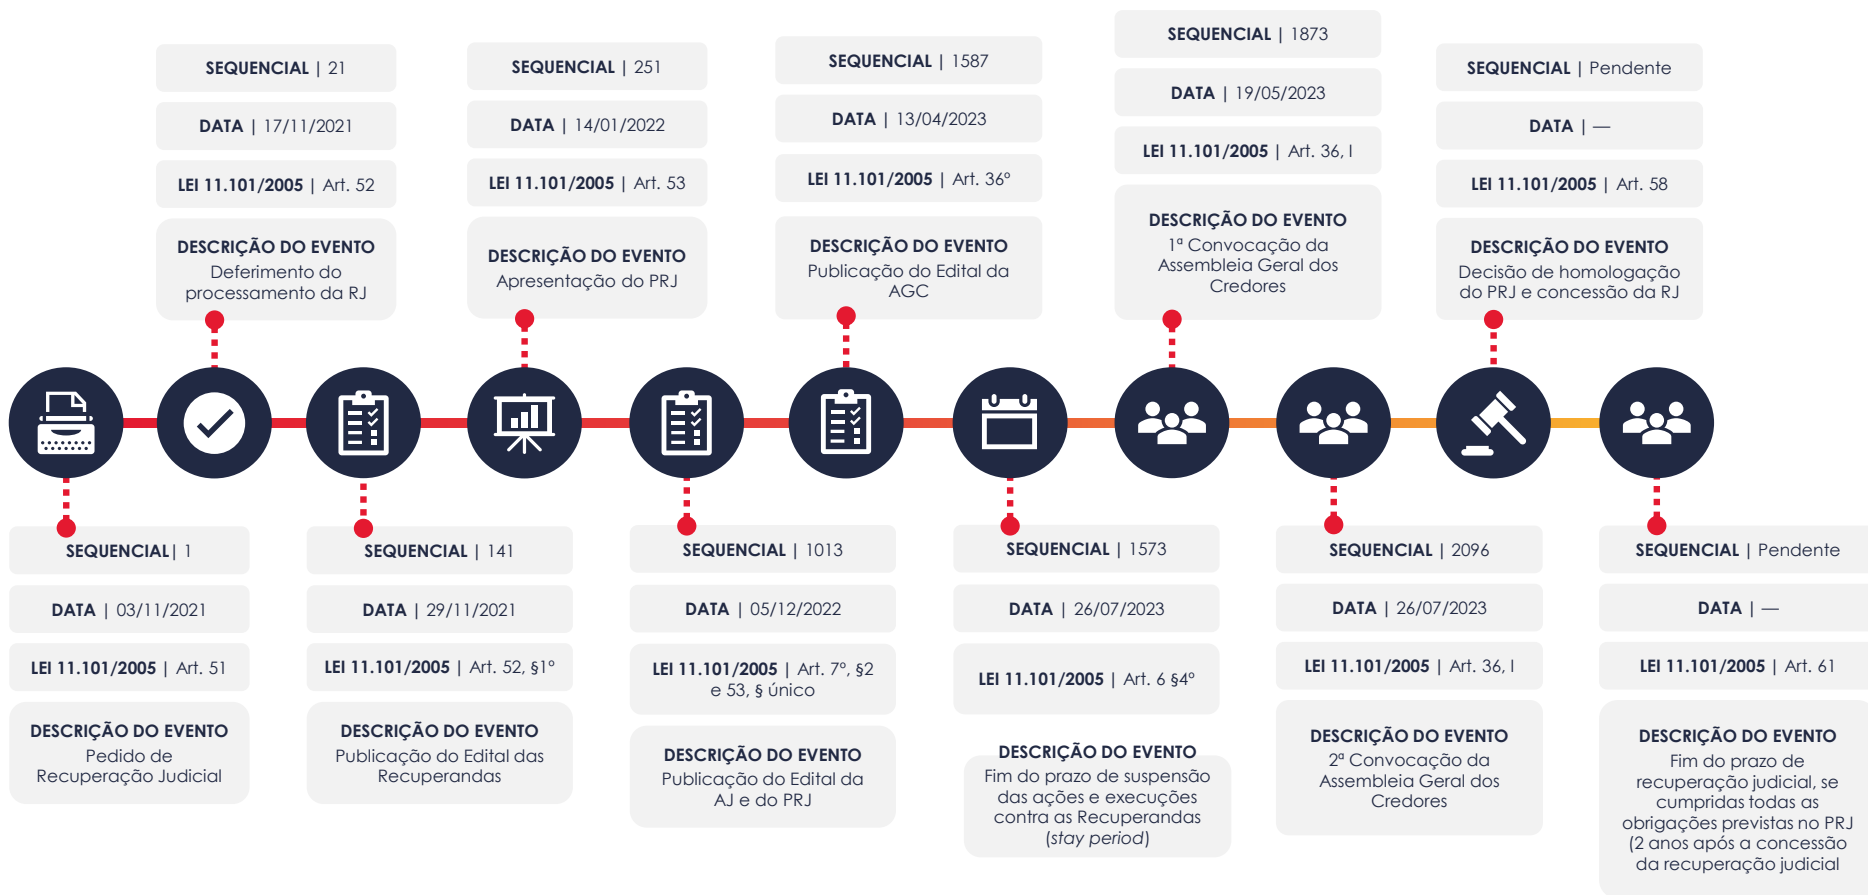 SEQUENCIAL | 21
DATA | 17/11/2021
LEI 11.101/2005 | Art. 52
DESCRIÇÃO DO EVENTO
Deferimento do
processamento da RJ
SEQUENCIAL | 251
DATA | 14/01/2022
LEI 11.101/2005 | Art. 53
DESCRIÇÃO DO EVENTO
Apresentação do PRJ
SEQUENCIAL | 1587
DATA | 13/04/2023
LEI 11.101/2005 | Art. 36º
DESCRIÇÃO DO EVENTO
Publicação do Edital da
AGC
SEQUENCIAL | 1873
DATA | 19/05/2023
LEI 11.101/2005 | Art. 36, I
DESCRIÇÃO DO EVENTO
1ª Convocação da
Assembleia Geral dos
Credores
SEQUENCIAL | Pendente
DATA | —
LEI 11.101/2005 | Art. 58
DESCRIÇÃO DO EVENTO
Decisão de homologação
do PRJ e concessão da RJ
SEQUENCIAL| 1
DATA | 03/11/2021
LEI 11.101/2005 | Art. 51
DESCRIÇÃO DO EVENTO
Pedido de
Recuperação Judicial
SEQUENCIAL | 141
DATA | 29/11/2021
LEI 11.101/2005 | Art. 52, §1º
DESCRIÇÃO DO EVENTO
Publicação do Edital das
Recuperandas
SEQUENCIAL | 1013
DATA | 05/12/2022
LEI 11.101/2005 | Art. 7º, §2
e 53, § único
DESCRIÇÃO DO EVENTO
Publicação do Edital da
AJ e do PRJ
SEQUENCIAL | 1573
DATA | 26/07/2023
LEI 11.101/2005 | Art. 6 §4º
DESCRIÇÃO DO EVENTO
Fim do prazo de suspensão
das ações e execuções
contra as Recuperandas
(stay period)
SEQUENCIAL | 2096
DATA | 26/07/2023
LEI 11.101/2005 | Art. 36, I
DESCRIÇÃO DO EVENTO
2ª Convocação da
Assembleia Geral dos
Credores
SEQUENCIAL | Pendente
DATA | —
LEI 11.101/2005 | Art. 61
DESCRIÇÃO DO EVENTO
Fim do prazo de
recuperação judicial, se
cumpridas todas as
obrigações previstas no PRJ
(2 anos após a concessão
da recuperação judicial